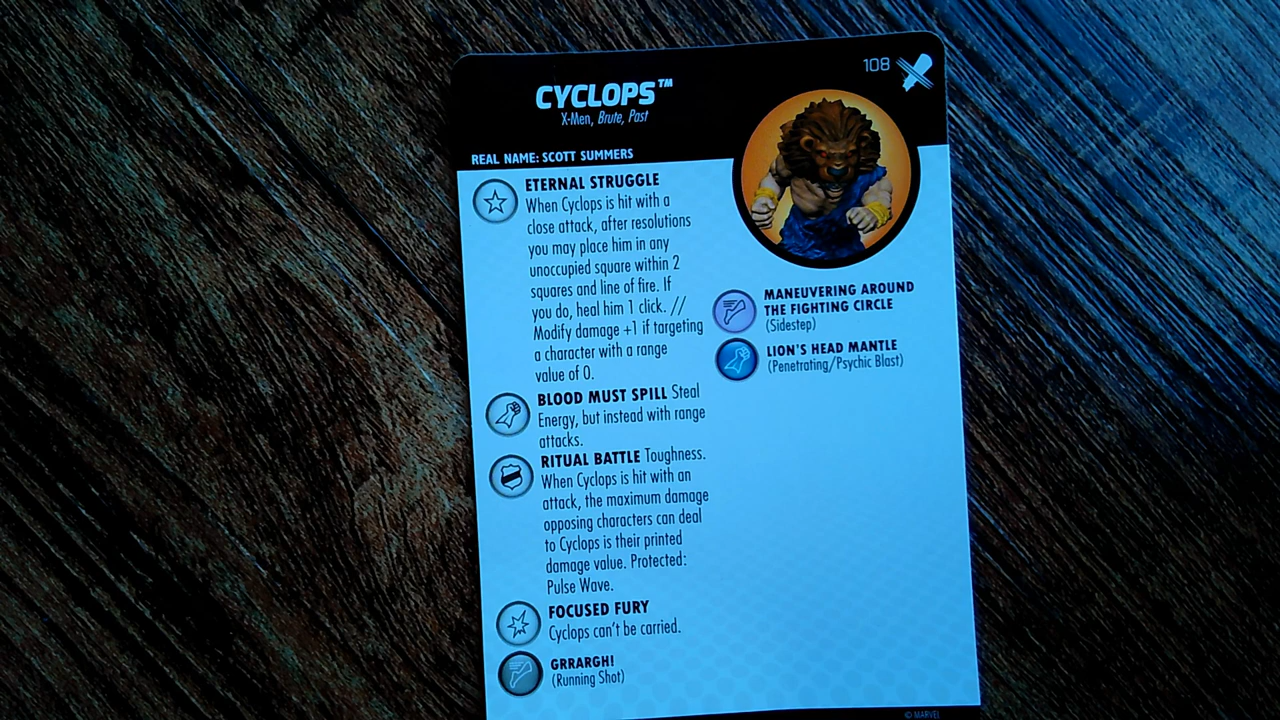 108
CYCLOPS™
X-Men, Brute, Past
REAL NAME: SCOTT SUMMERS
ETERNAL STRUGGLE
When Cyclops is hit with a
close attack, after resolutions
you may place him in any
unoccupied square within 2
squares and line of fire. If
you do, heal him 1 click. //
Modify damage +1 if targeting
a character with a range
value of 0.
BLOOD MUST SPILL Steal
Energy, but instead with range
attacks.
RITUAL BATTLE Toughness.
When Cyclops is hit with an
attack, the maximum damage
opposing characters can deal
to Cyclops is their printed
damage value. Protected:
Pulse Wave.
FOCUSED FURY
Cyclops can't be carried.
GRRARGH!
(Running Shot)
MANEUVERING AROUND
THE FIGHTING CIRCLE
(Sidestep)
LION'S HEAD MANTLE
(Penetrating/Psychic Blast)
© MARVEL